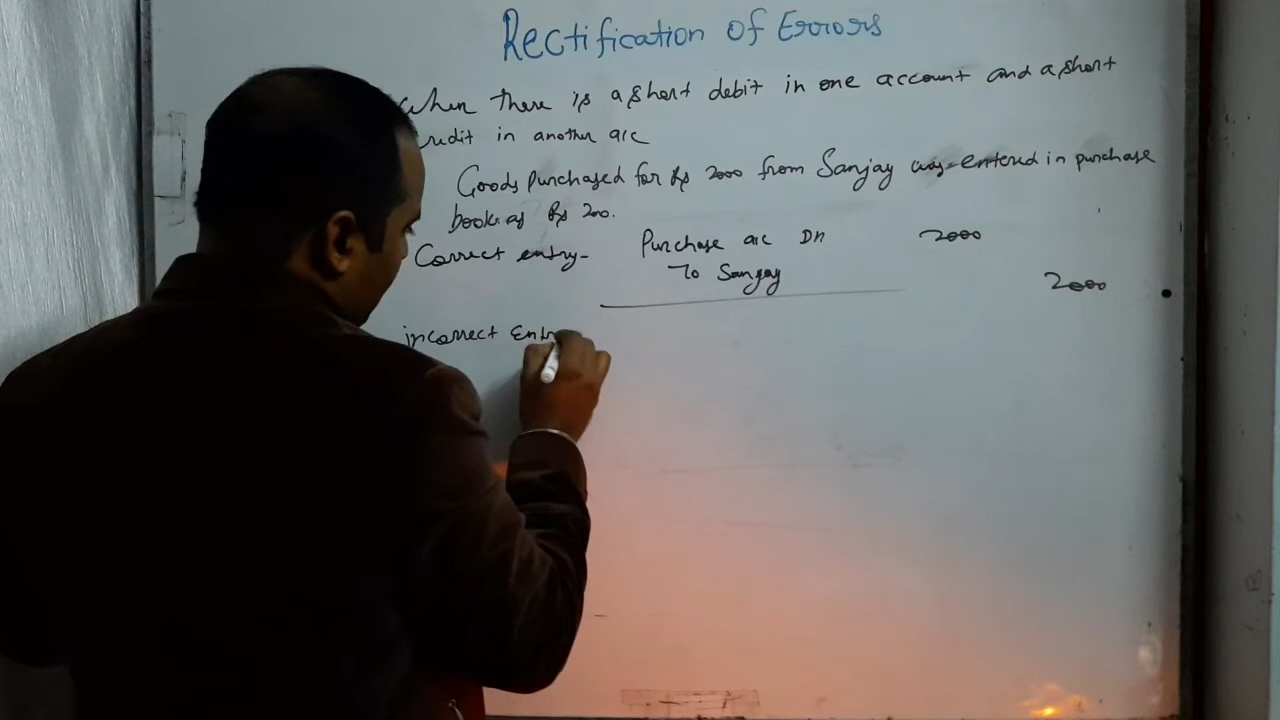 Rectification of Errors
When there is a short debit in one account and a short
credit in another a/c
Goods purchased for Rs 2000 from Sanjay was entered in purchase
book as Rs 200.
Correct entry- Purchase a/c Dr 2000
To Sanjay 2000
incorrect Entry